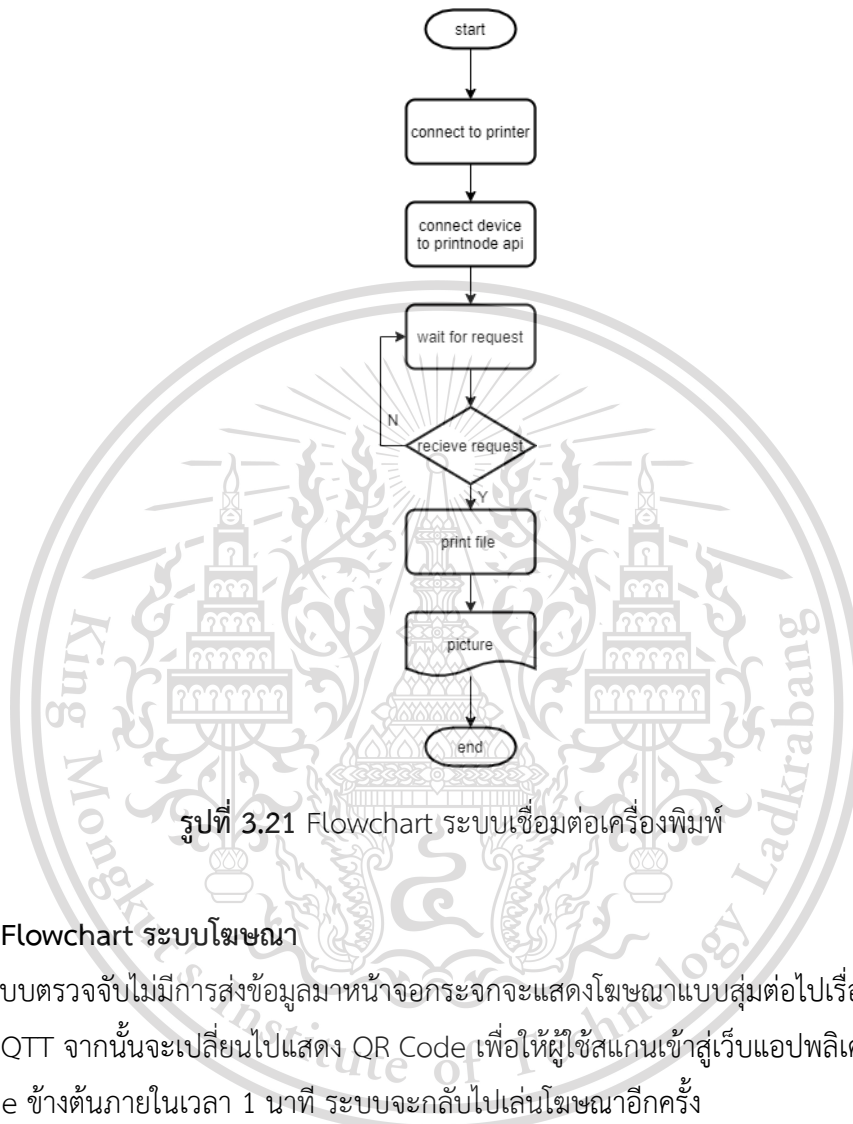 start
connect to printer
connect device
to printnode api
wait for request
N
recieve request
Y
print file
picture
end
รูปที่ 3.21 Flowchart ระบบเชื่อมต่อเครื่องพิมพ์
Flowchart ระบบโฆษณา
บบตรวจจับไม่มีการส่งข้อมูลมาหน้าจอกระจกจะแสดงโฆษณาแบบสุ่มต่อไปเรื่อ
QTT จากนั้นจะเปลี่ยนไปแสดง QR Code เพื่อให้ผู้ใช้สแกนเข้าสู่เว็บแอปพลิเค
e ข้างต้นภายในเวลา 1 นาที ระบบจะกลับไปเล่นโฆษณาอีกครั้ง
King Mongkut's Institute of Technology Ladkrabang